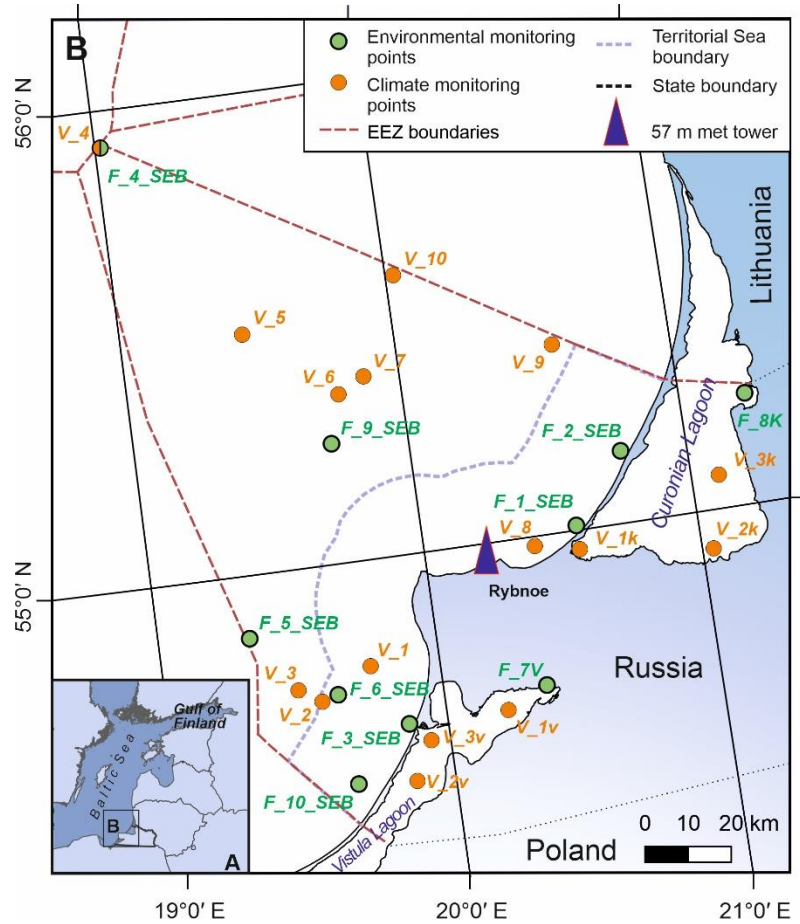 B
Environmental monitoring
points
Climate monitoring
points
EEZ boundaries
Territorial Sea
boundary
State boundary
57 m met tower
56°0' N
V_4
F_4_SEB
V_10
V_5
V_7
V_6
V_9
F_9_SEB
F_2_SEB
Lithuania
F_8K
Curonian Lagoon
V_3k
F_1_SEB
V_8
V_1k
V_2k
Rybnoe
55°0' N
F_5_SEB
V_1
V_3
F_6_SEB
V_2
F_7V
Russia
F_3_SEB
V_3v
V_1v
F_10_SEB
V_2v
Vistula Lagoon
Gulf of
Finland
Baltic Sea
B
A
0 10 20 km
Poland
19°0' E
20°0' E
21°0' E